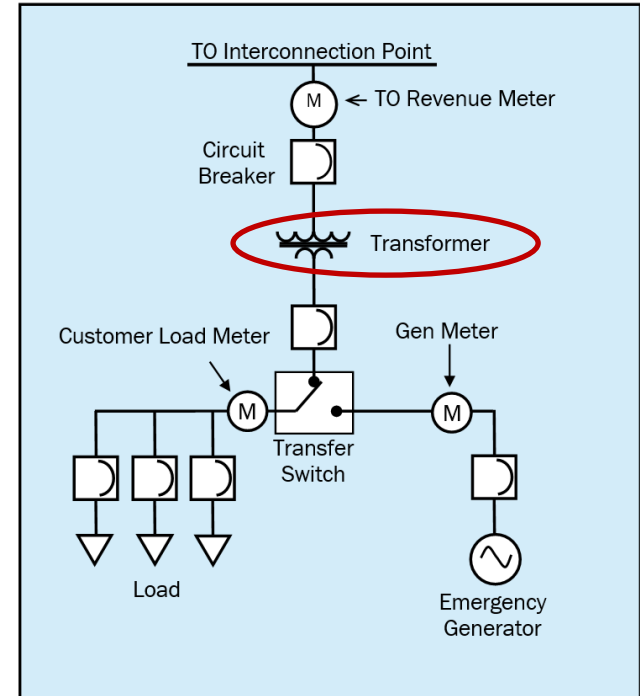 TO Interconnection Point
M
TO Revenue Meter
Circuit
Breaker
Transformer
Customer Load Meter
Gen Meter
M
M
Transfer
Switch
Load
Emergency
Generator